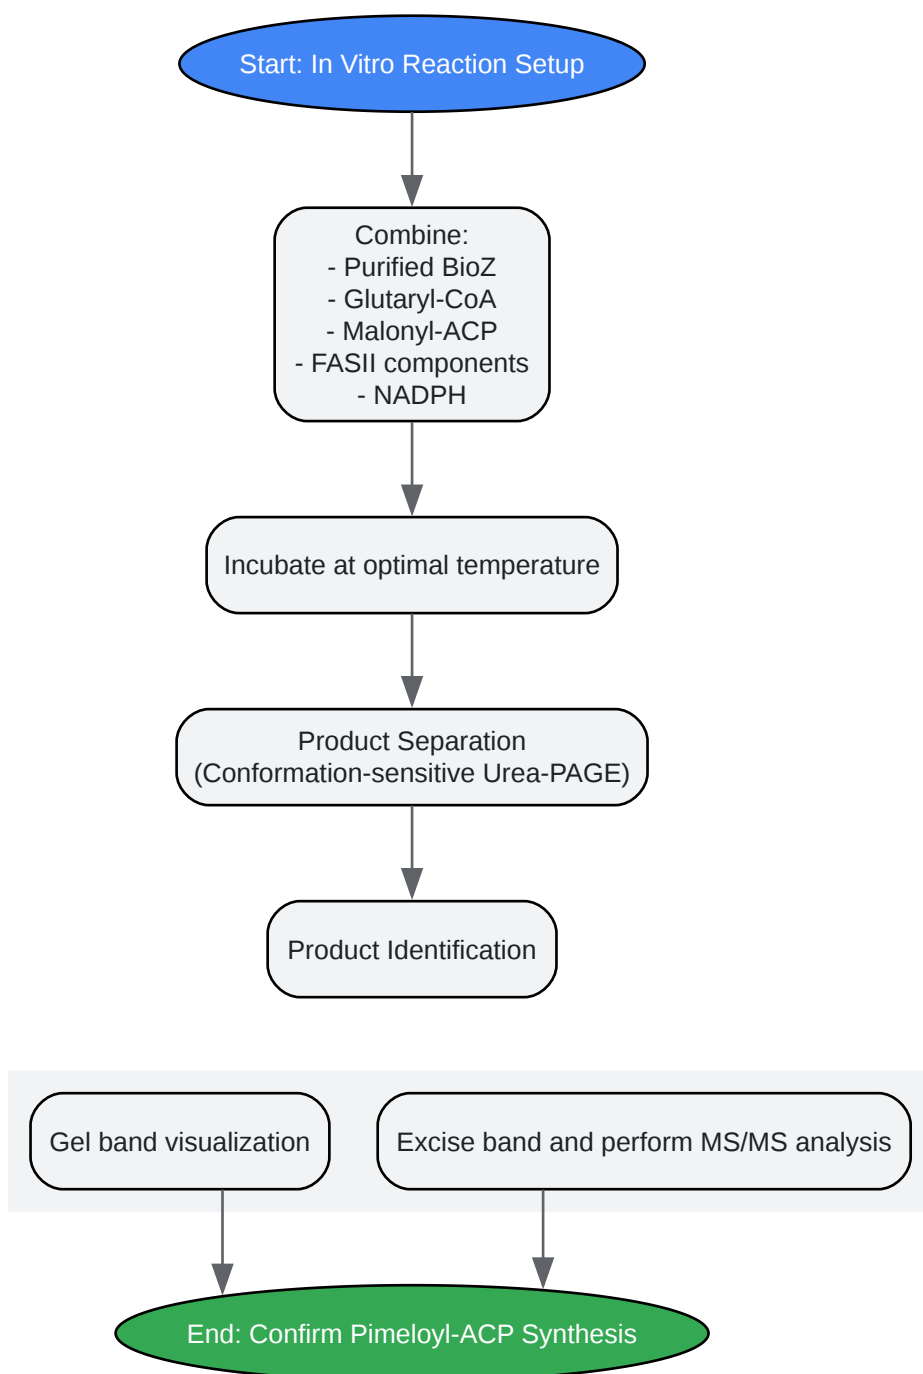 Start: In Vitro Reaction Setup
Combine:
- Purified BioZ
- Glutaryl-CoA
- Malonyl-ACP
- FASII components
- NADPH
Incubate at optimal temperature
Product Separation
(Conformation-sensitive Urea-PAGE)
Product Identification
Gel band visualization
Excise band and perform MS/MS analysis
End: Confirm Pimeloyl-ACP Synthesis